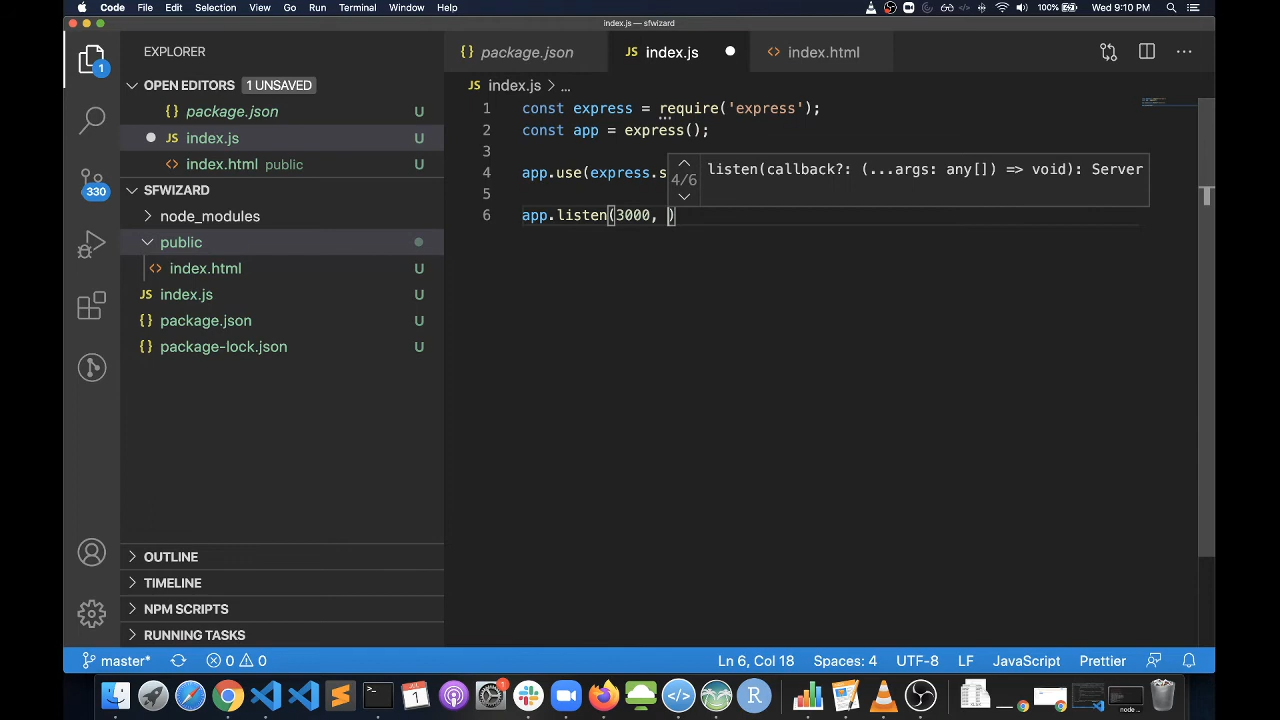 Code File Edit Selection View Go Run Terminal Window Help
100% Wed 9:10 PM
index.js — sfwizard
EXPLORER
{} package.json
JS index.js
<> index.html
OPEN EDITORS 1 UNSAVED
{} package.json U
JS index.js U
<> index.html public U
SFWIZARD
node_modules
public
<> index.html U
JS index.js U
{} package.json U
{} package-lock.json U
OUTLINE
TIMELINE
NPM SCRIPTS
RUNNING TASKS
1
330
JS index.js > ...
1 const express = require('express');
2 const app = express();
3
4 app.use(express.s
5
6 app.listen(3000, )
4/6 listen(callback?: (...args: any[]) => void): Server
master* 0 0 Ln 6, Col 18 Spaces: 4 UTF-8 LF JavaScript Prettier
1
R
node ...